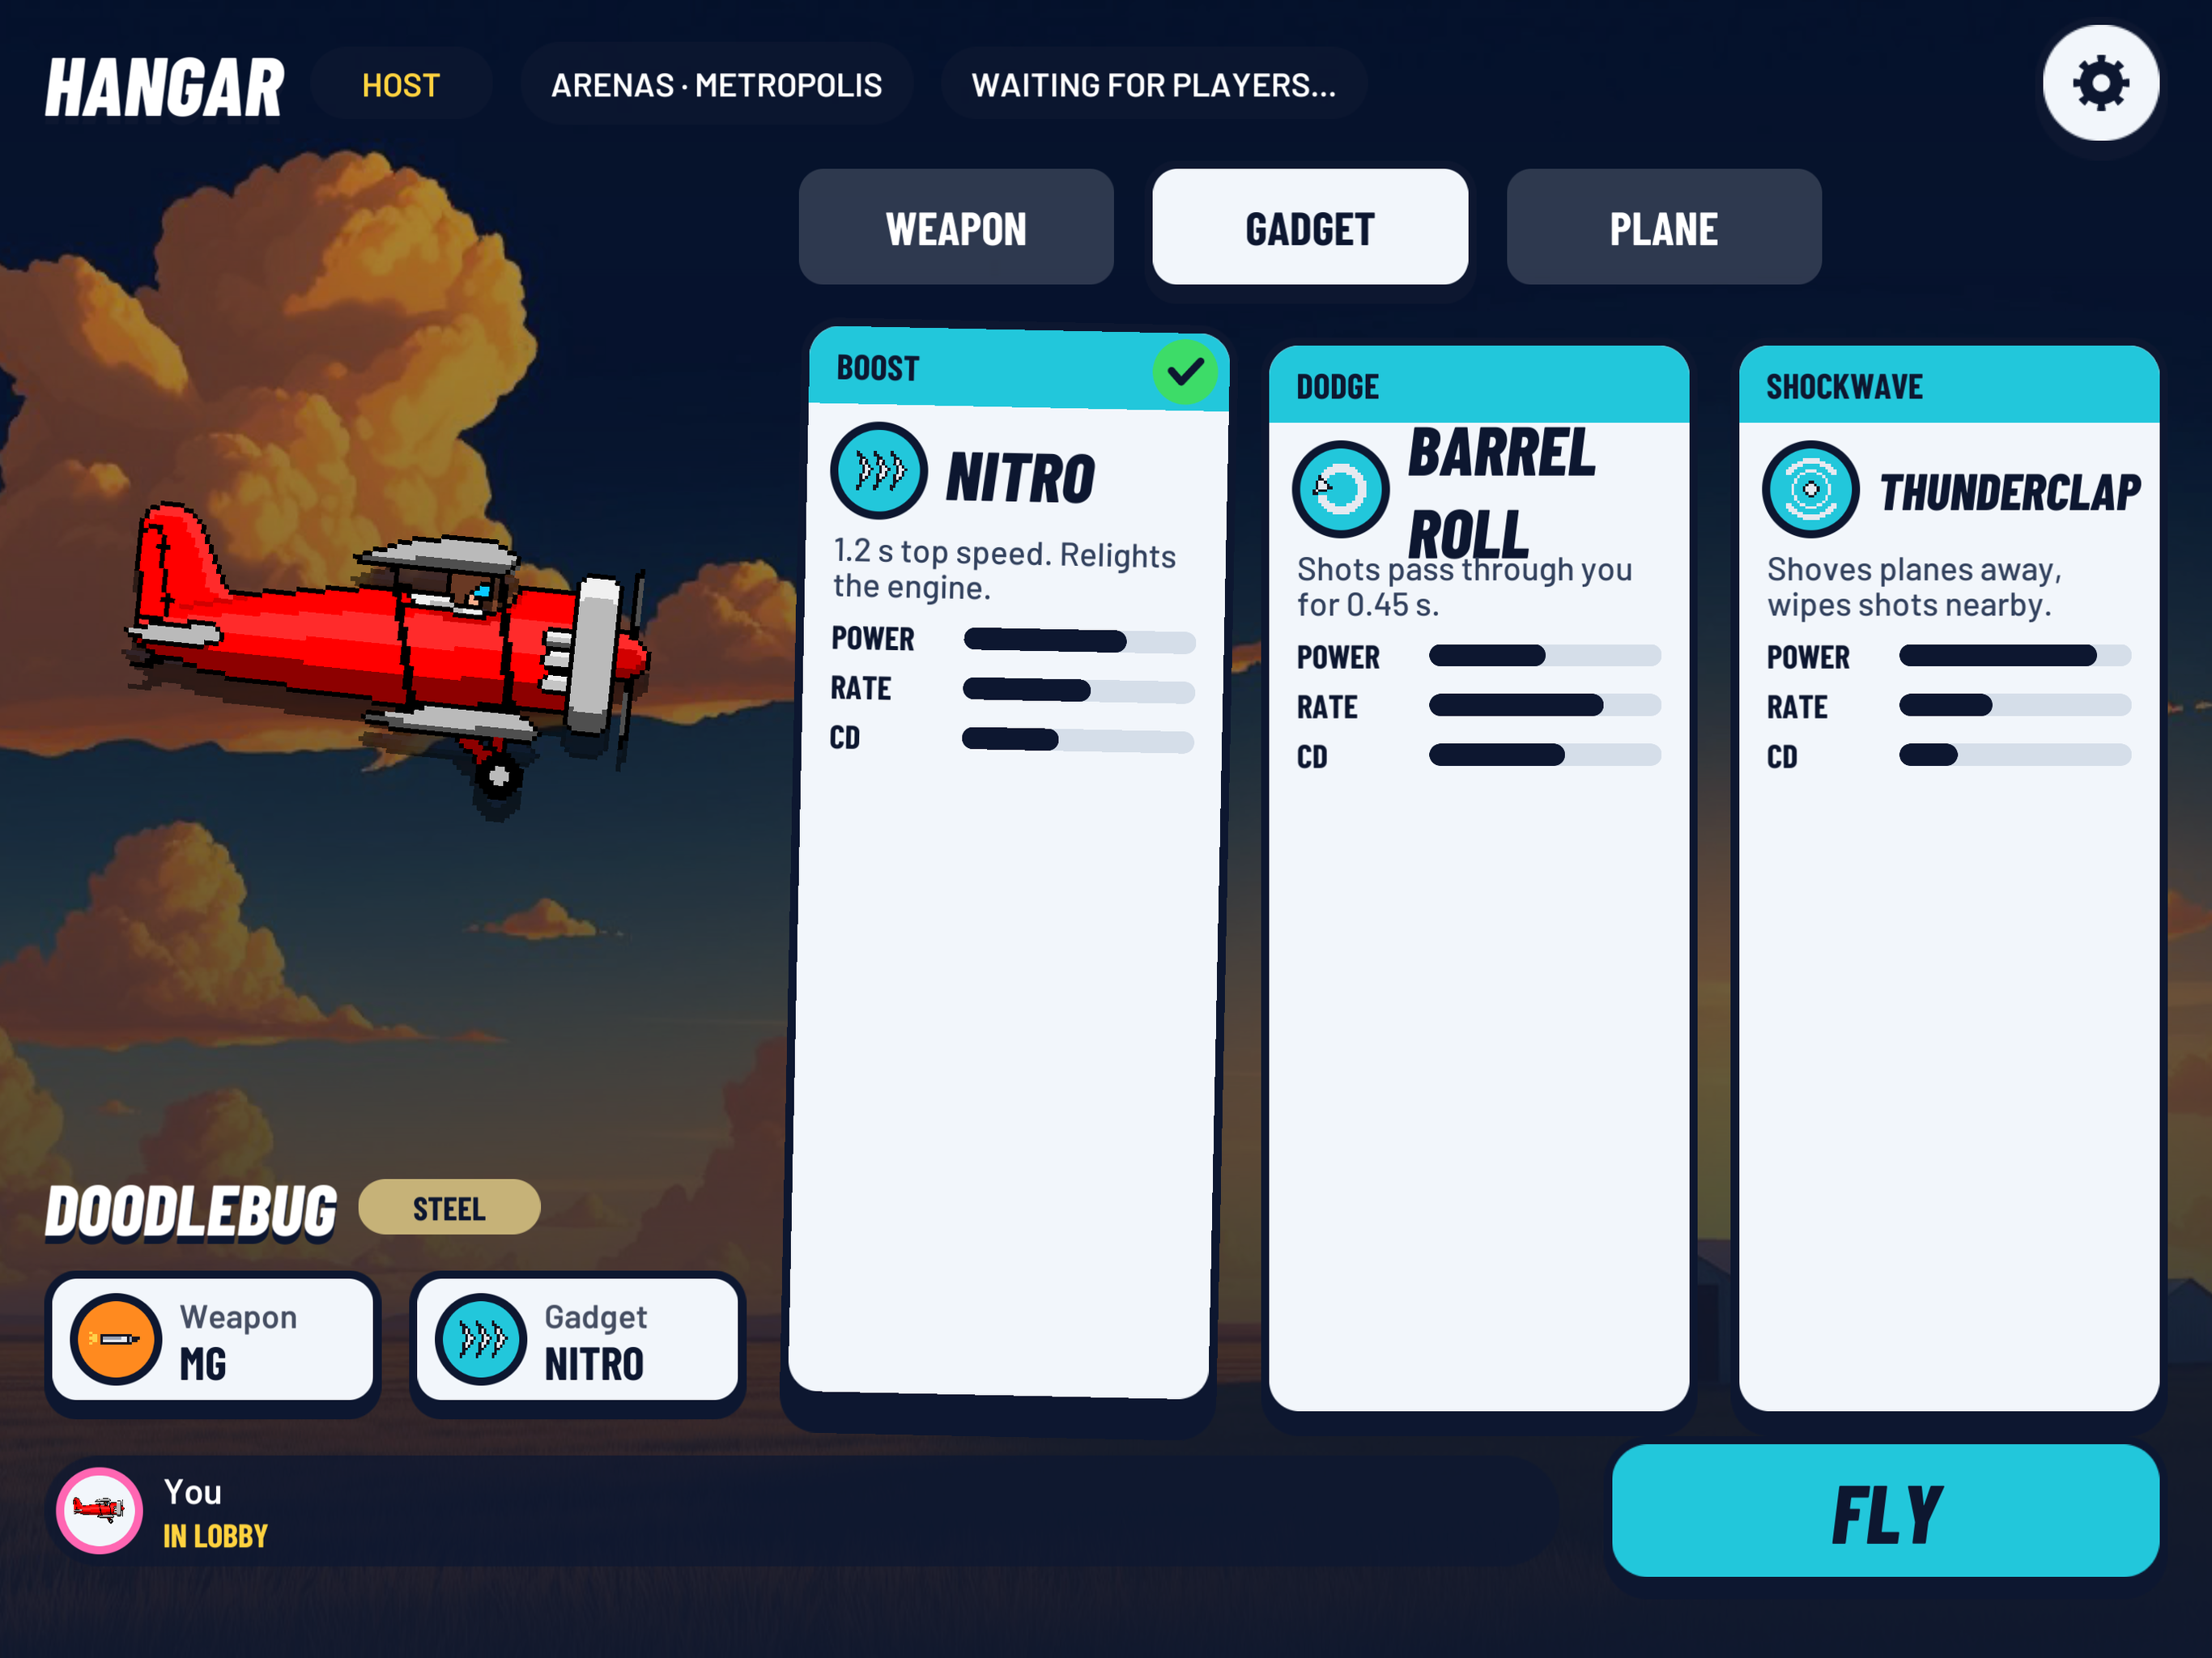 HANGAR
HOST
ARENAS · METROPOLIS
WAITING FOR PLAYERS...
WEAPON
GADGET
PLANE
BOOST
NITRO
1.2 s top speed. Relights
the engine.
POWER
RATE
CD
DODGE
BARREL
ROLL
Shots pass through you
for 0.45 s.
POWER
RATE
CD
SHOCKWAVE
THUNDERCLAP
Shoves planes away,
wipes shots nearby.
POWER
RATE
CD
DOODLEBUG
STEEL
Weapon
MG
Gadget
NITRO
You
IN LOBBY
FLY